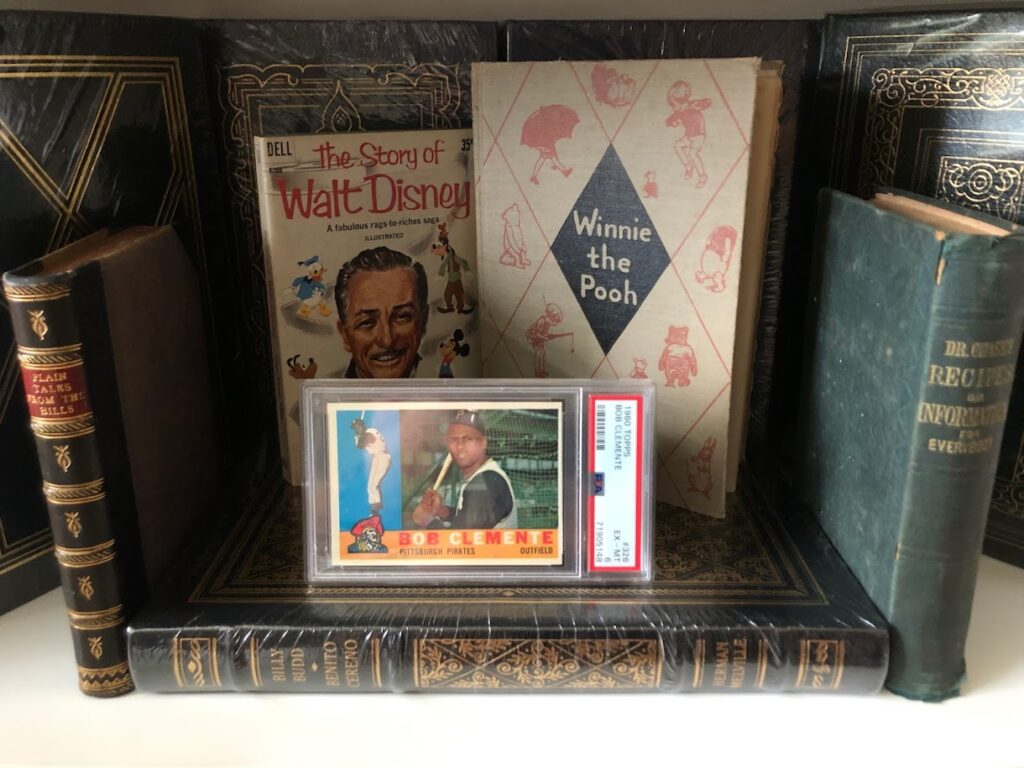 DELL
35¢
The Story of
Walt Disney
A fabulous rags-to-riches saga
ILLUSTRATED
Winnie
the
Pooh
PLAIN
TALES
FROM THE
HILLS
DR. CHASE'S
RECIPES
OR
INFORMATION
FOR
EVERYBODY
BOB CLEMENTE
PITTSBURGH PIRATES
OUTFIELD
1960 TOPPS
BOB CLEMENTE
PSA
71905148
#326
EX-MT
6
BILLY
BUDD
BENITO
CERENO
HERMAN
MELVILLE